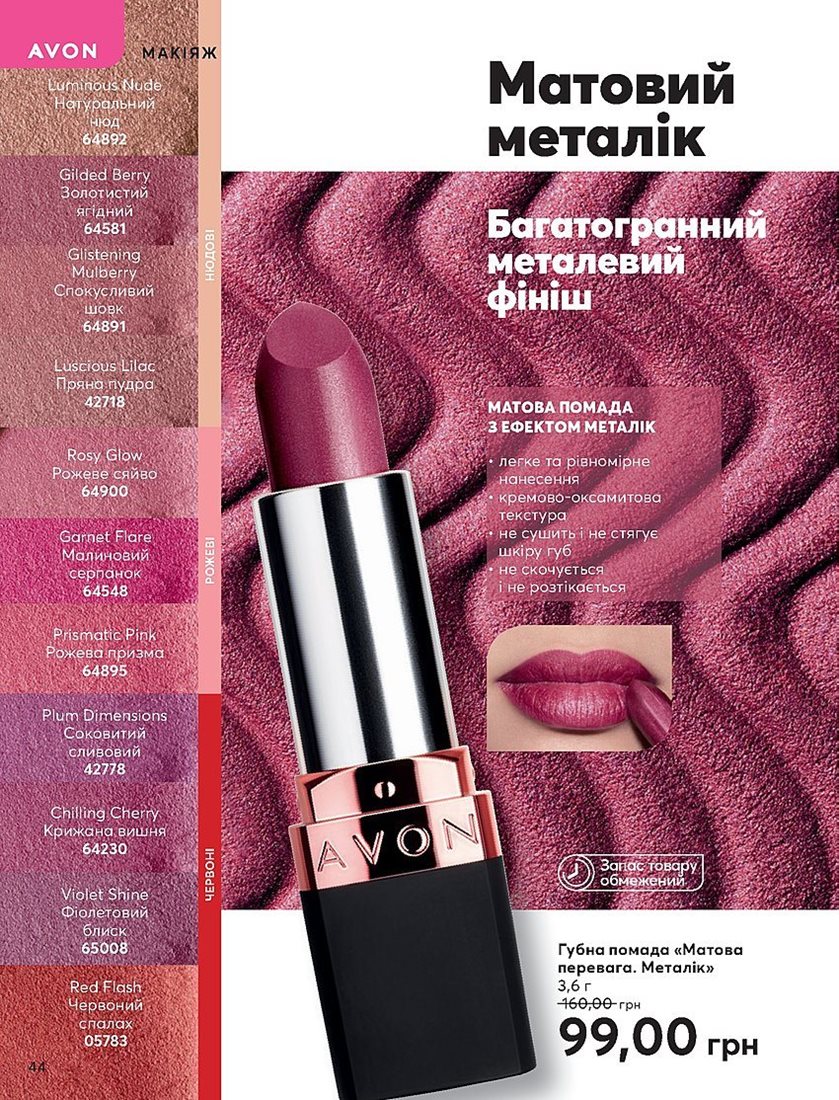 AVON
МАКІЯЖ
Luminous Nude
Натуральний
нюд
64892
Gilded Berry
Золотистий
ягідний
64581
Glistening
Mulberry
Спокусливий
шовк
64891
Luscious Lilac
Пряна пудра
42718
НЮДОВІ
Rosy Glow
Рожеве сяйво
64900
Garnet Flare
Малиновий
серпанок
64548
Prismatic Pink
Рожева призма
64895
РОЖЕВІ
Plum Dimensions
Соковитий
сливовий
42778
Chilling Cherry
Крижана вишня
64230
Violet Shine
Фіолетовий
блиск
65008
Red Flash
Червоний
спалах
05783
ЧЕРВОНІ
44
Матовий
металік
Багатогранний
металевий
фініш
МАТОВА ПОМАДА
З ЕФЕКТОМ МЕТАЛІК
• легке та рівномірне
нанесення
• кремово-оксамитова
текстура
• не сушить і не стягує
шкіру губ
• не скочується
і не розтікається
AVON
Запас товару
обмежений
Губна помада «Матова
перевага. Металік»
3,6 г
160,00 грн
99,00 грн